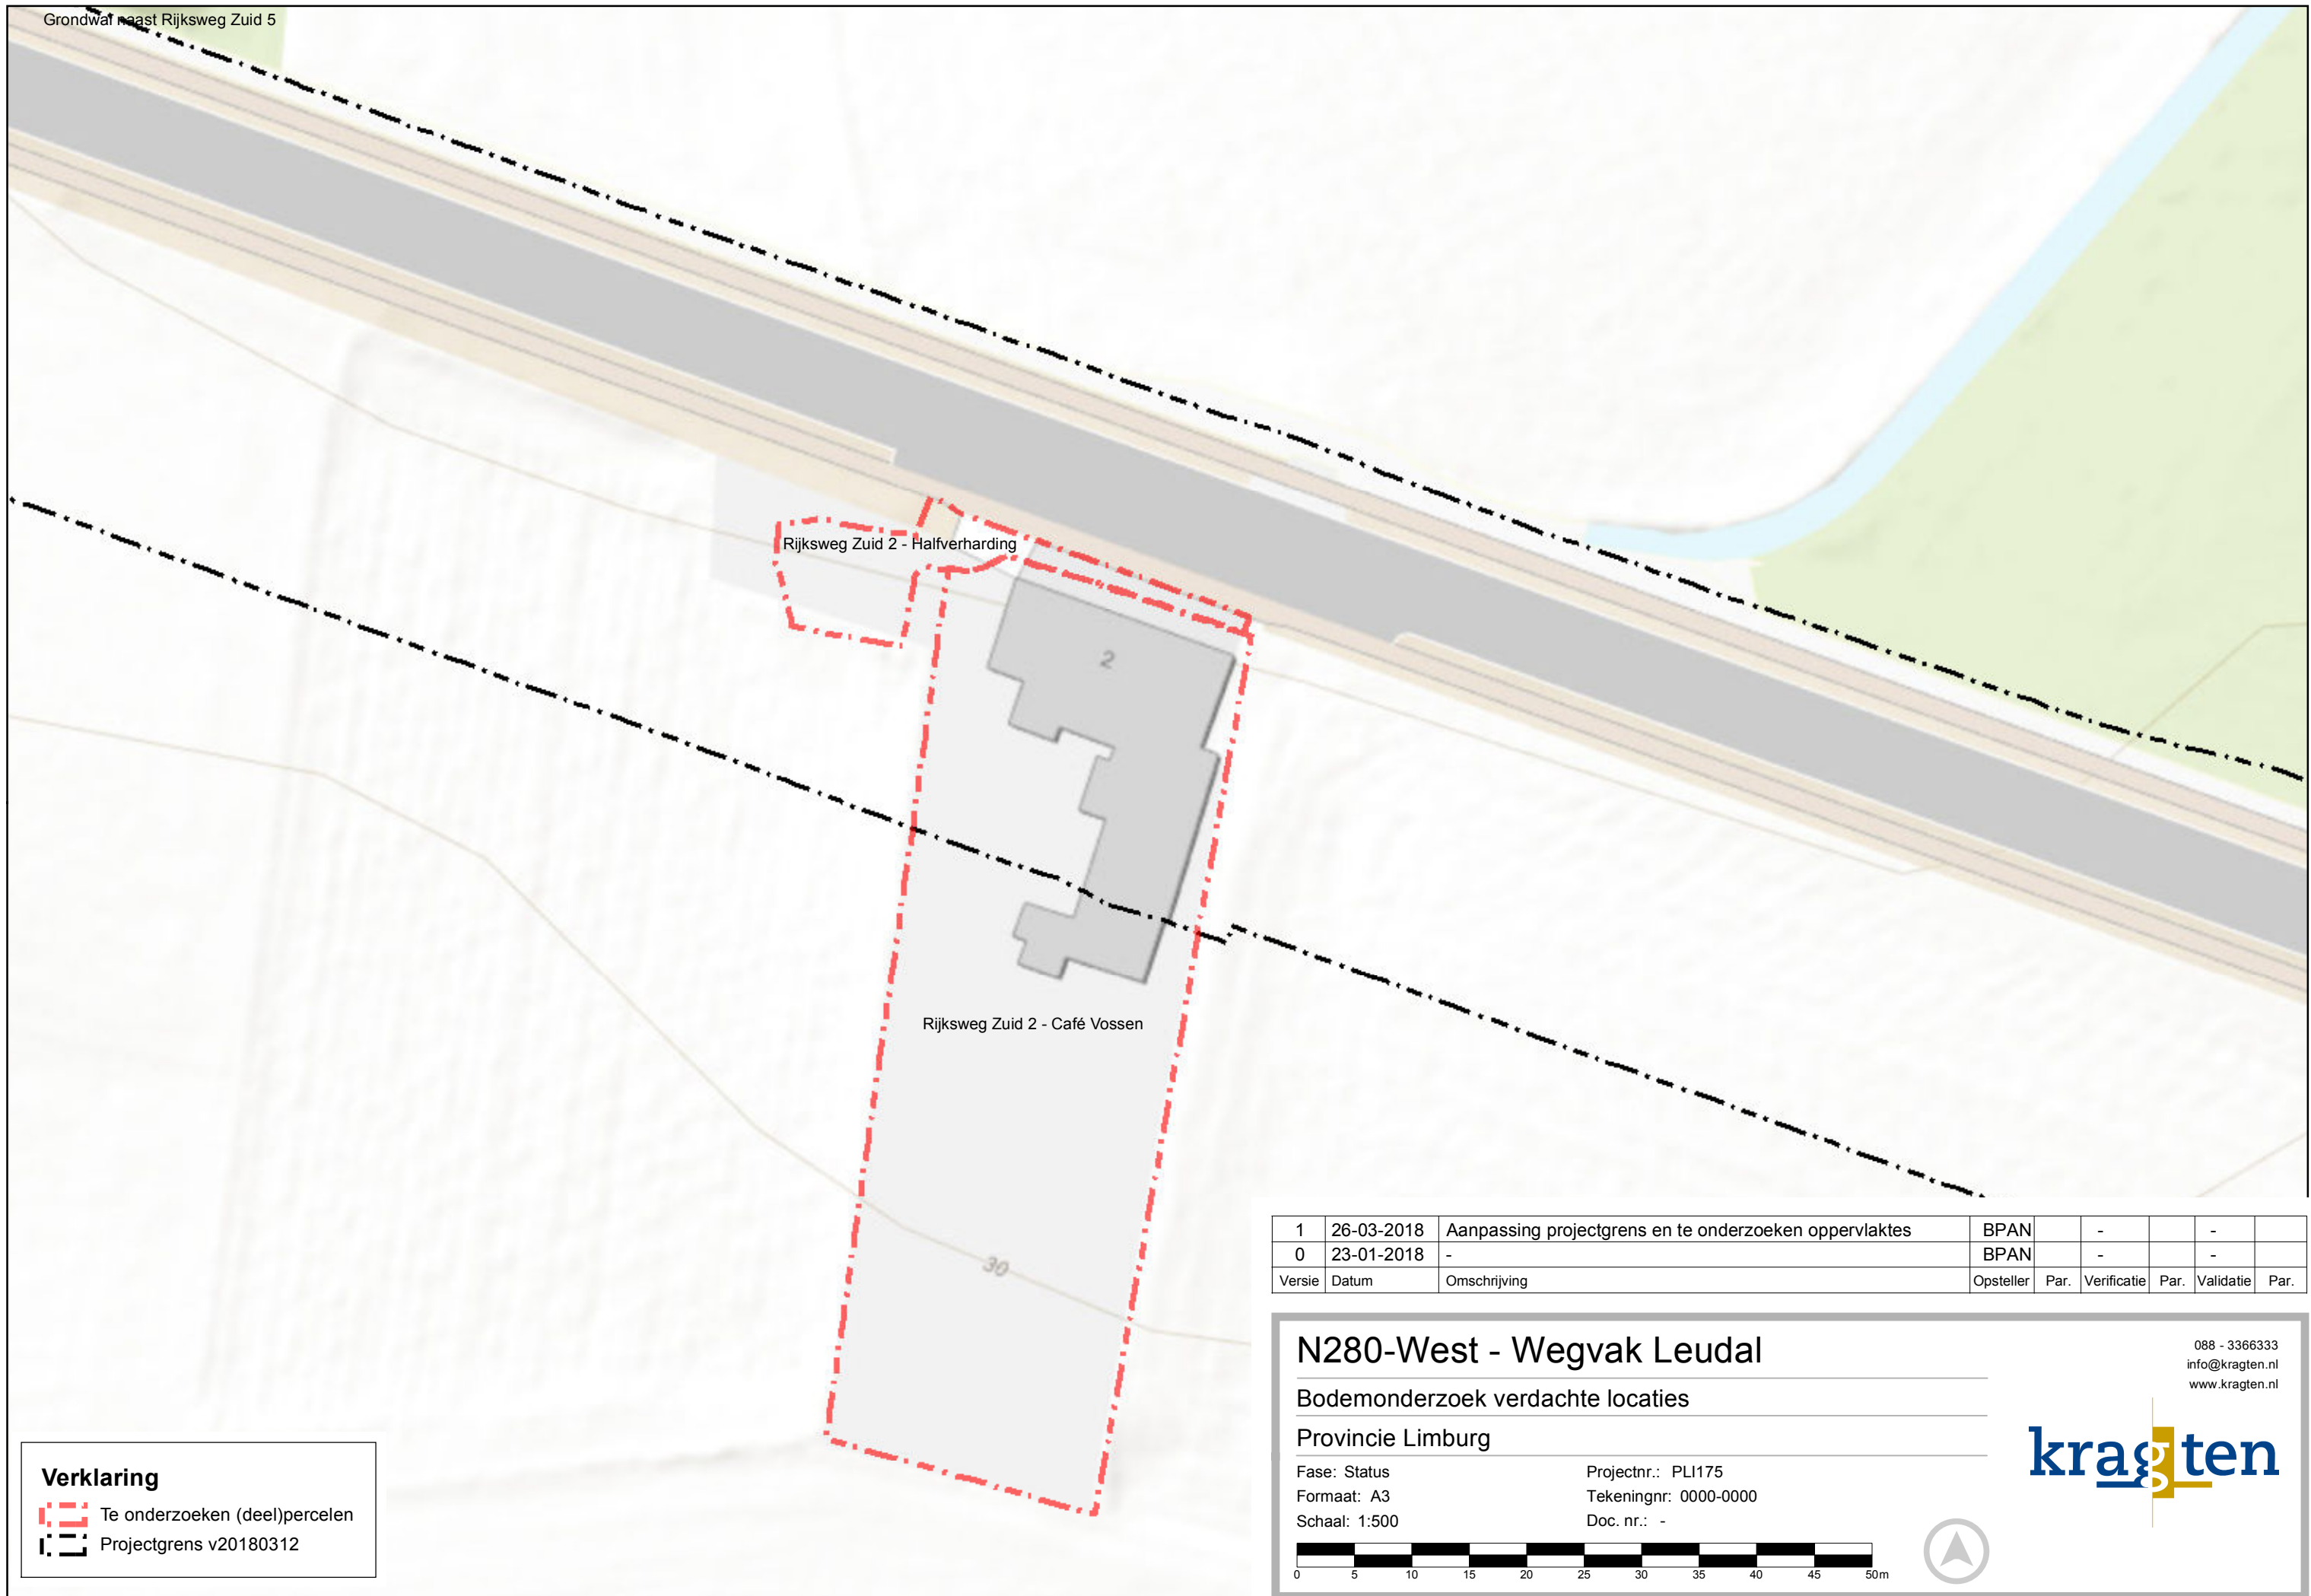 Grondwal naast Rijksweg Zuid 5
Rijksweg Zuid 2 - Halfverharding
2
Rijksweg Zuid 2 - Café Vossen
30
1 26-03-2018 Aanpassing projectgrens en te onderzoeken oppervlaktes BPAN - -
0 23-01-2018 - BPAN - -
Versie Datum Omschrijving Opsteller Par. Verificatie Par. Validatie Par.
N280-West - Wegvak Leudal
Bodemonderzoek verdachte locaties
Provincie Limburg
Fase: Status Projectnr.: PLI175
Formaat: A3 Tekeningnr: 0000-0000
Schaal: 1:500 Doc. nr.: -
0 5 10 15 20 25 30 35 40 45 50m
088 - 3366333
info@kragten.nl
www.kragten.nl
kragten
Verklaring
Te onderzoeken (deel)percelen
Projectgrens v20180312